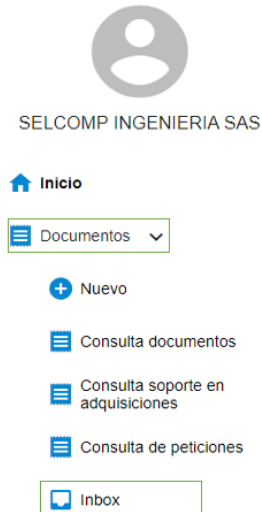 SELCOMP INGENIERIA SAS
Inicio
Documentos
Nuevo
Consulta documentos
Consulta soporte en
adquisiciones
Consulta de peticiones
Inbox